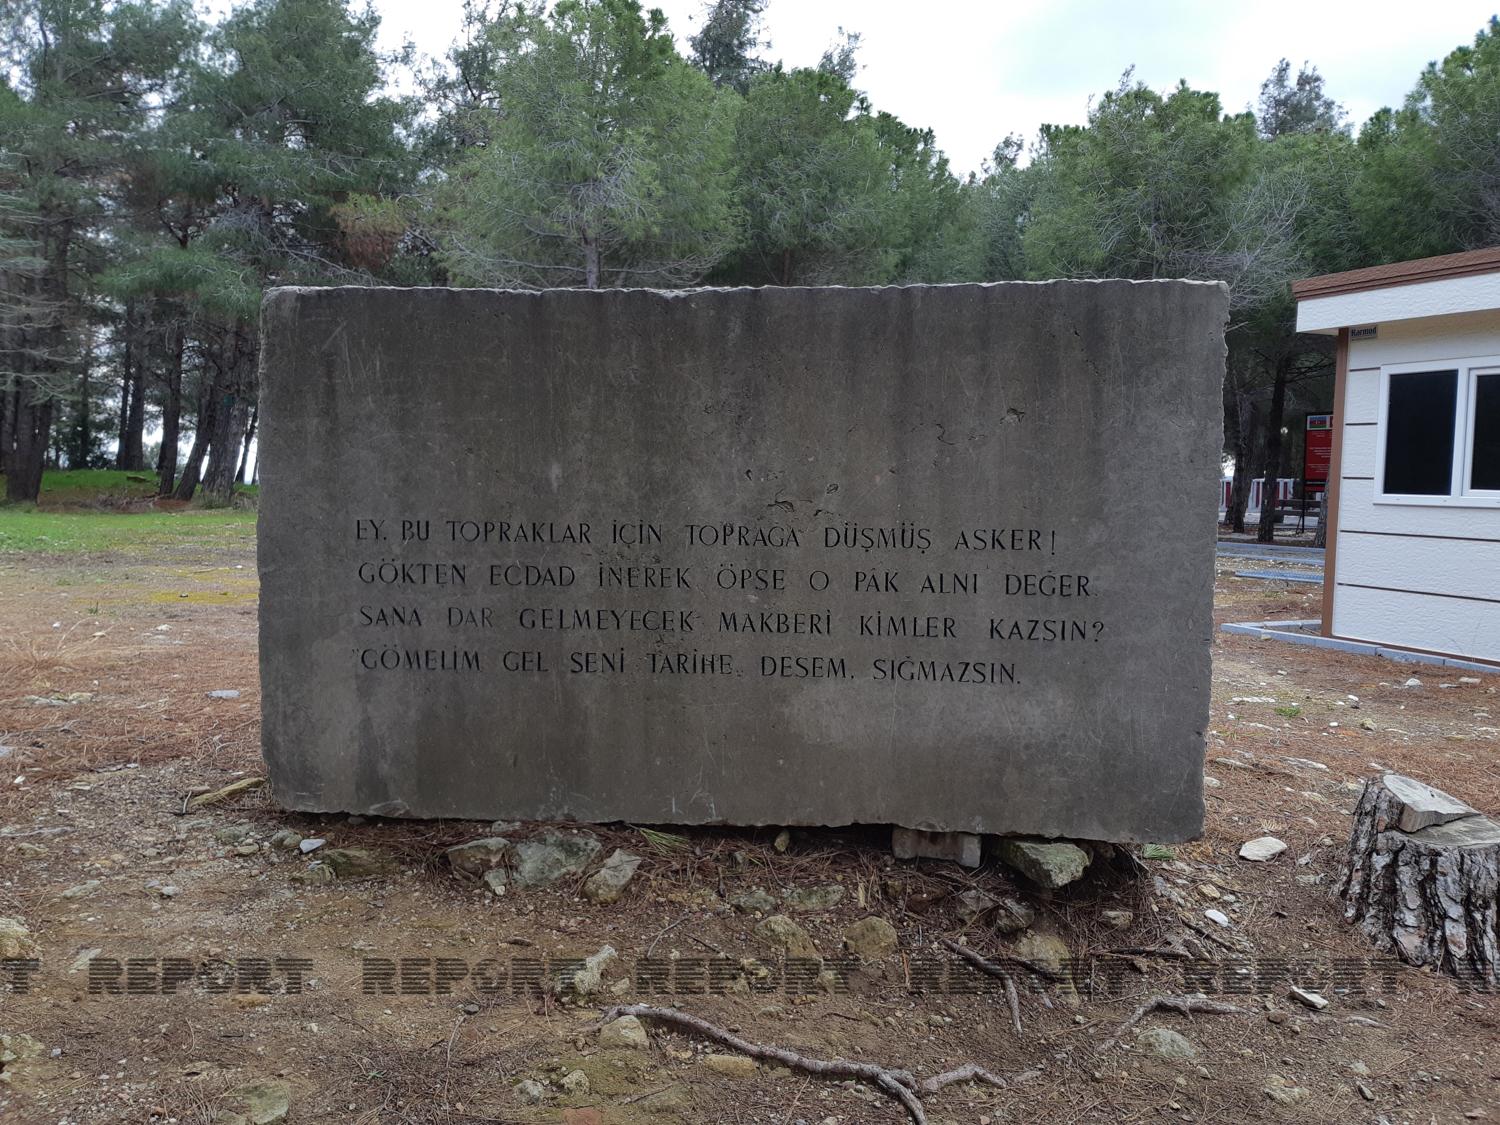 EY, BU TOPRAKLAR İÇİN TOPRAĞA DÜŞMÜŞ ASKER!
GÖKTEN ECDAD İNEREK ÖPSE O PAK ALNI DEĞER.
SANA DAR GELMEYECEK MAKBERİ KİMLER KAZSIN?
"GÖMELİM GEL SENİ TARİHE„ DESEM, SIĞMAZSIN.
Karmod
REPORT REPORT REPORT REPORT REPORT